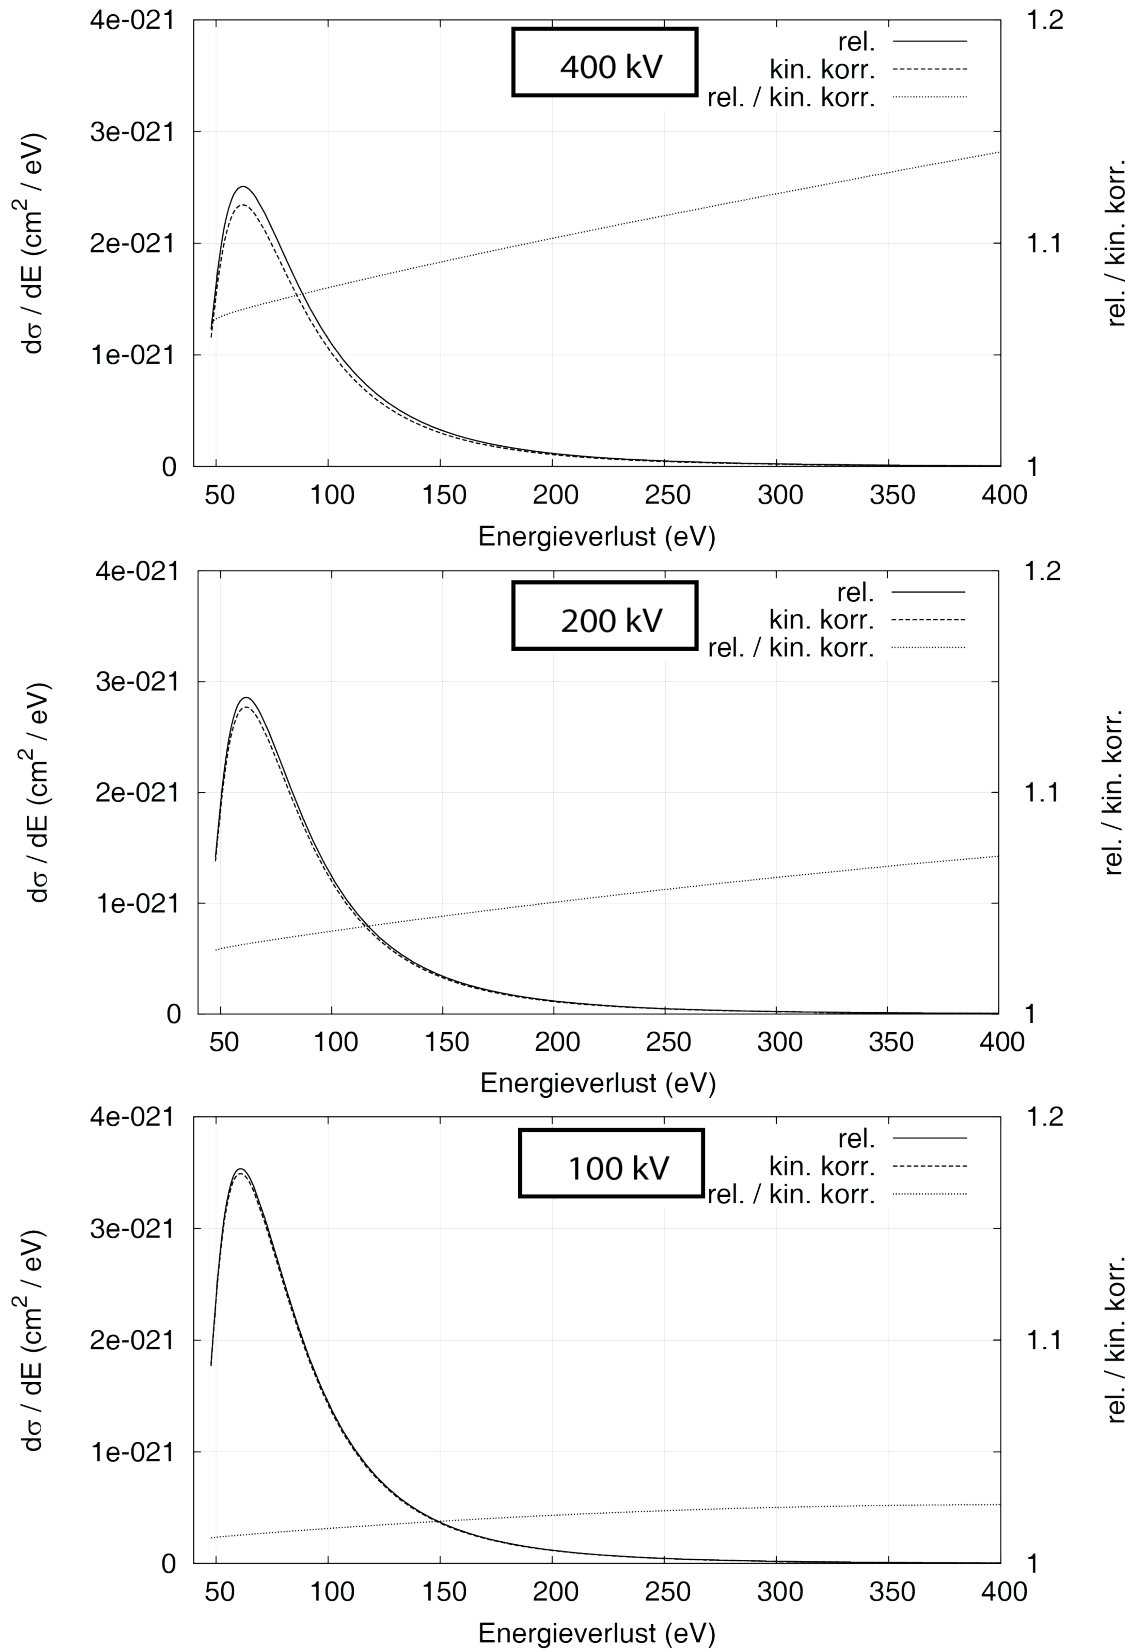 4e-021
3e-021
2e-021
1e-021
0
dσ / dE (cm² / eV)
400 kV
rel.
kin. korr.
rel. / kin. korr.
1.2
1.1
1
rel. / kin. korr.
50 100 150 200 250 300 350 400
Energieverlust (eV)
4e-021
3e-021
2e-021
1e-021
0
dσ / dE (cm² / eV)
200 kV
rel.
kin. korr.
rel. / kin. korr.
1.2
1.1
1
rel. / kin. korr.
50 100 150 200 250 300 350 400
Energieverlust (eV)
4e-021
3e-021
2e-021
1e-021
0
dσ / dE (cm² / eV)
100 kV
rel.
kin. korr.
rel. / kin. korr.
1.2
1.1
1
rel. / kin. korr.
50 100 150 200 250 300 350 400
Energieverlust (eV)